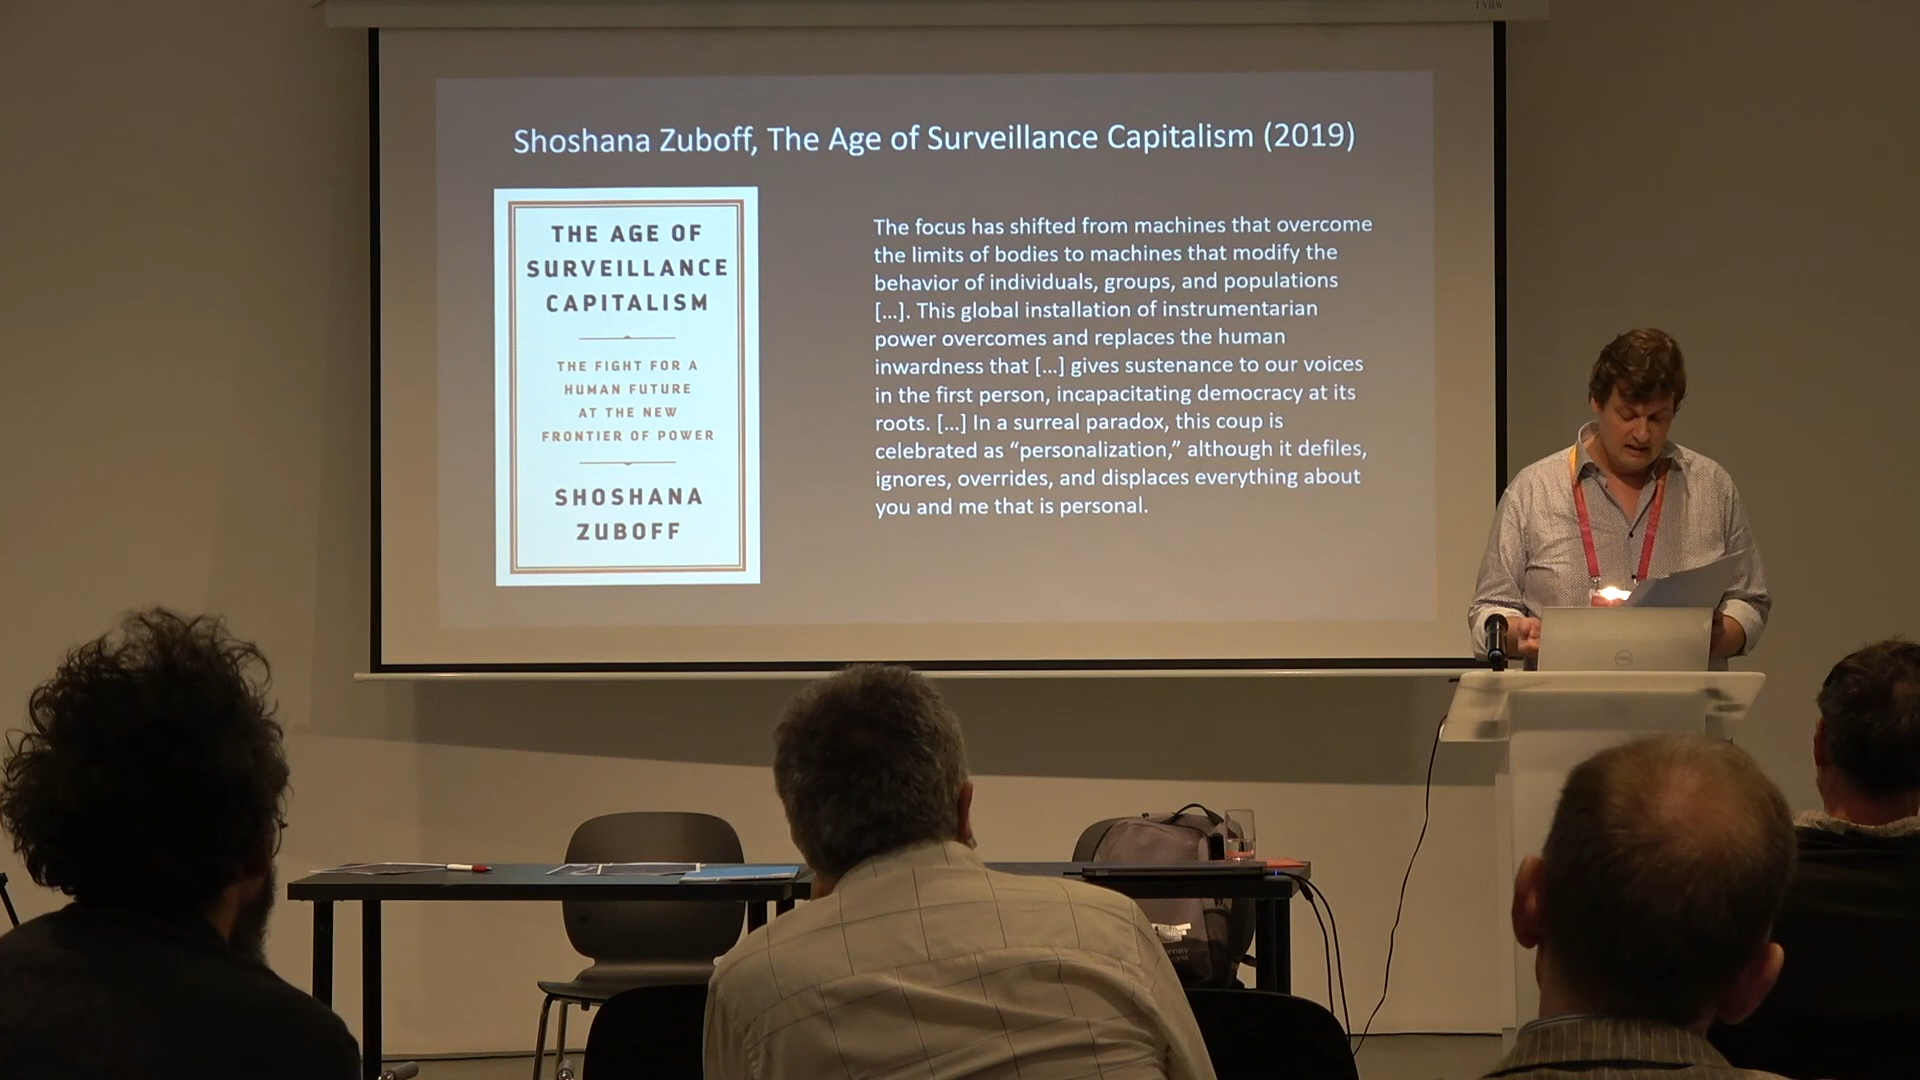 Shoshana Zuboff, The Age of Surveillance Capitalism (2019)
THE AGE OF
SURVEILLANCE
CAPITALISM
THE FIGHT FOR A
HUMAN FUTURE
AT THE NEW
FRONTIER OF POWER
SHOSHANA
ZUBOFF
The focus has shifted from machines that overcome
the limits of bodies to machines that modify the
behavior of individuals, groups, and populations
[…]. This global installation of instrumentarian
power overcomes and replaces the human
inwardness that […] gives sustenance to our voices
in the first person, incapacitating democracy at its
roots. […] In a surreal paradox, this coup is
celebrated as “personalization,” although it defiles,
ignores, overrides, and displaces everything about
you and me that is personal.
DELL